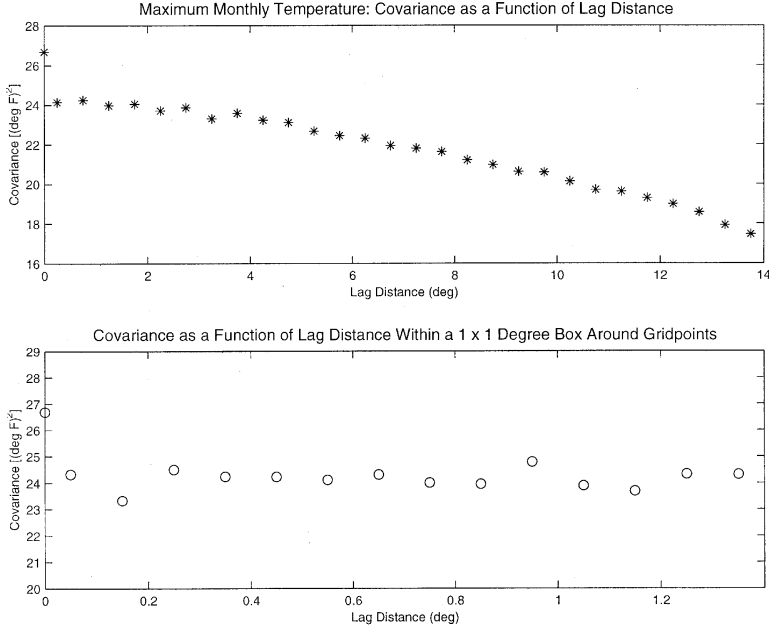 Maximum Monthly Temperature: Covariance as a Function of Lag Distance
28
26
24
22
20
18
16
Covariance [(deg F)²]
0 2 4 6 8 10 12 14
Lag Distance (deg)
Covariance as a Function of Lag Distance Within a 1 x 1 Degree Box Around Gridpoints
29
28
27
26
25
24
23
22
21
20
Covariance [(deg F)²]
0 0.2 0.4 0.6 0.8 1 1.2
Lag Distance (deg)